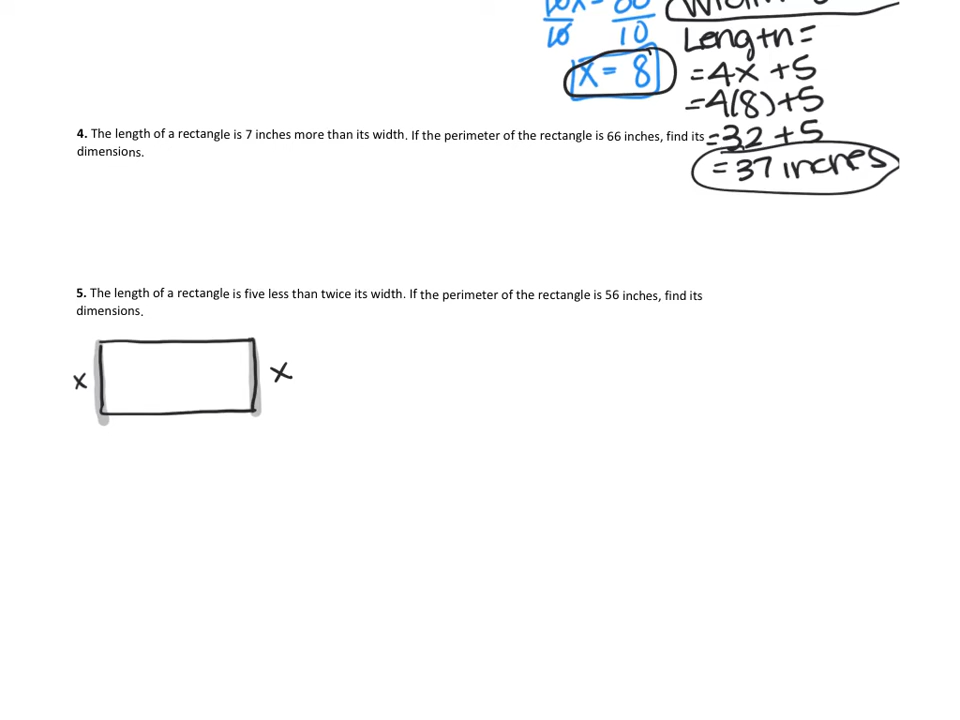 10x = 80
10 10
x = 8
Length =
= 4x + 5
= 4(8) + 5
= 32 + 5
= 37 inches
4. The length of a rectangle is 7 inches more than its width. If the perimeter of the rectangle is 66 inches, find its
dimensions.
5. The length of a rectangle is five less than twice its width. If the perimeter of the rectangle is 56 inches, find its
dimensions.
x x